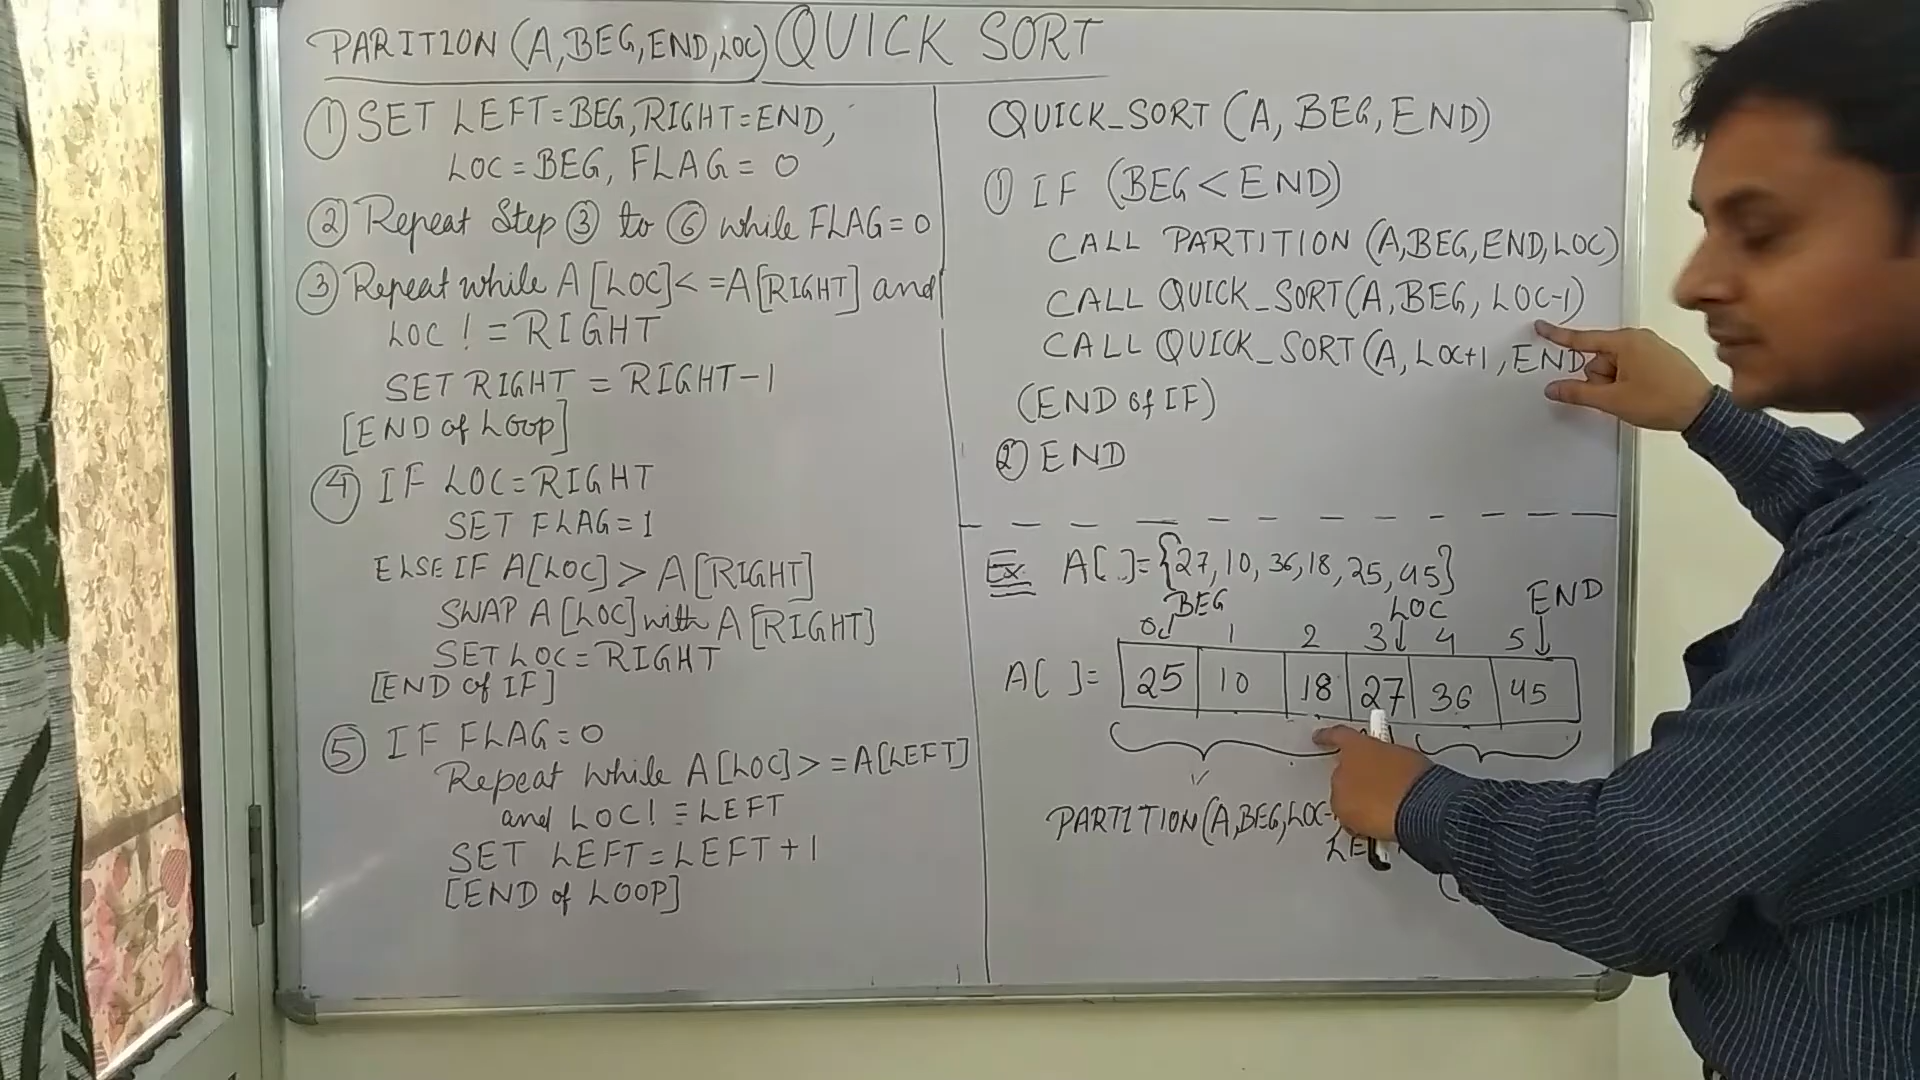 PARITION (A,BEG,END,LOC) QUICK SORT
① SET LEFT=BEG, RIGHT=END,
LOC=BEG, FLAG = 0
② Repeat Step ③ to ⑥ while FLAG=0
③ Repeat while A[LOC]<=A[RIGHT] and
LOC != RIGHT
SET RIGHT = RIGHT-1
[END of LOOP]
④ IF LOC=RIGHT
SET FLAG=1
ELSE IF A[LOC] > A[RIGHT]
SWAP A[LOC] with A[RIGHT]
SET LOC=RIGHT
[END of IF]
⑤ IF FLAG=0
Repeat while A[LOC]>=A[LEFT]
and LOC!=LEFT
SET LEFT=LEFT+1
[END of LOOP]
QUICK_SORT (A, BEG, END)
① IF (BEG < END)
CALL PARTITION (A,BEG,END,LOC)
CALL QUICK_SORT(A,BEG, LOC-1)
CALL QUICK_SORT(A, LOC+1, END
(END of IF)
② END
Ex. A[ ]={27,10,36,18,25,45}
BEG LOC END
0 1 2 3 4 5
A[ ]= 25 10 18 27 36 45
PARTITION(A,BEG,LOC-